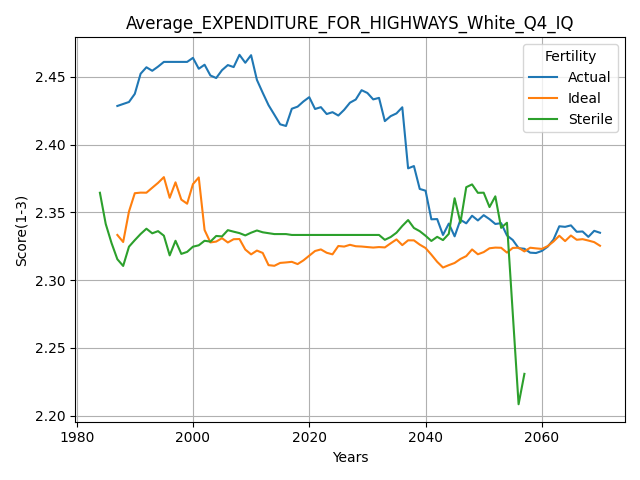 Average_EXPENDITURE_FOR_HIGHWAYS_White_Q4_IQ
Fertility
Actual
Ideal
Sterile
Score(1-3)
2.45
2.40
2.35
2.30
2.25
2.20
1980
2000
2020
2040
2060
Years